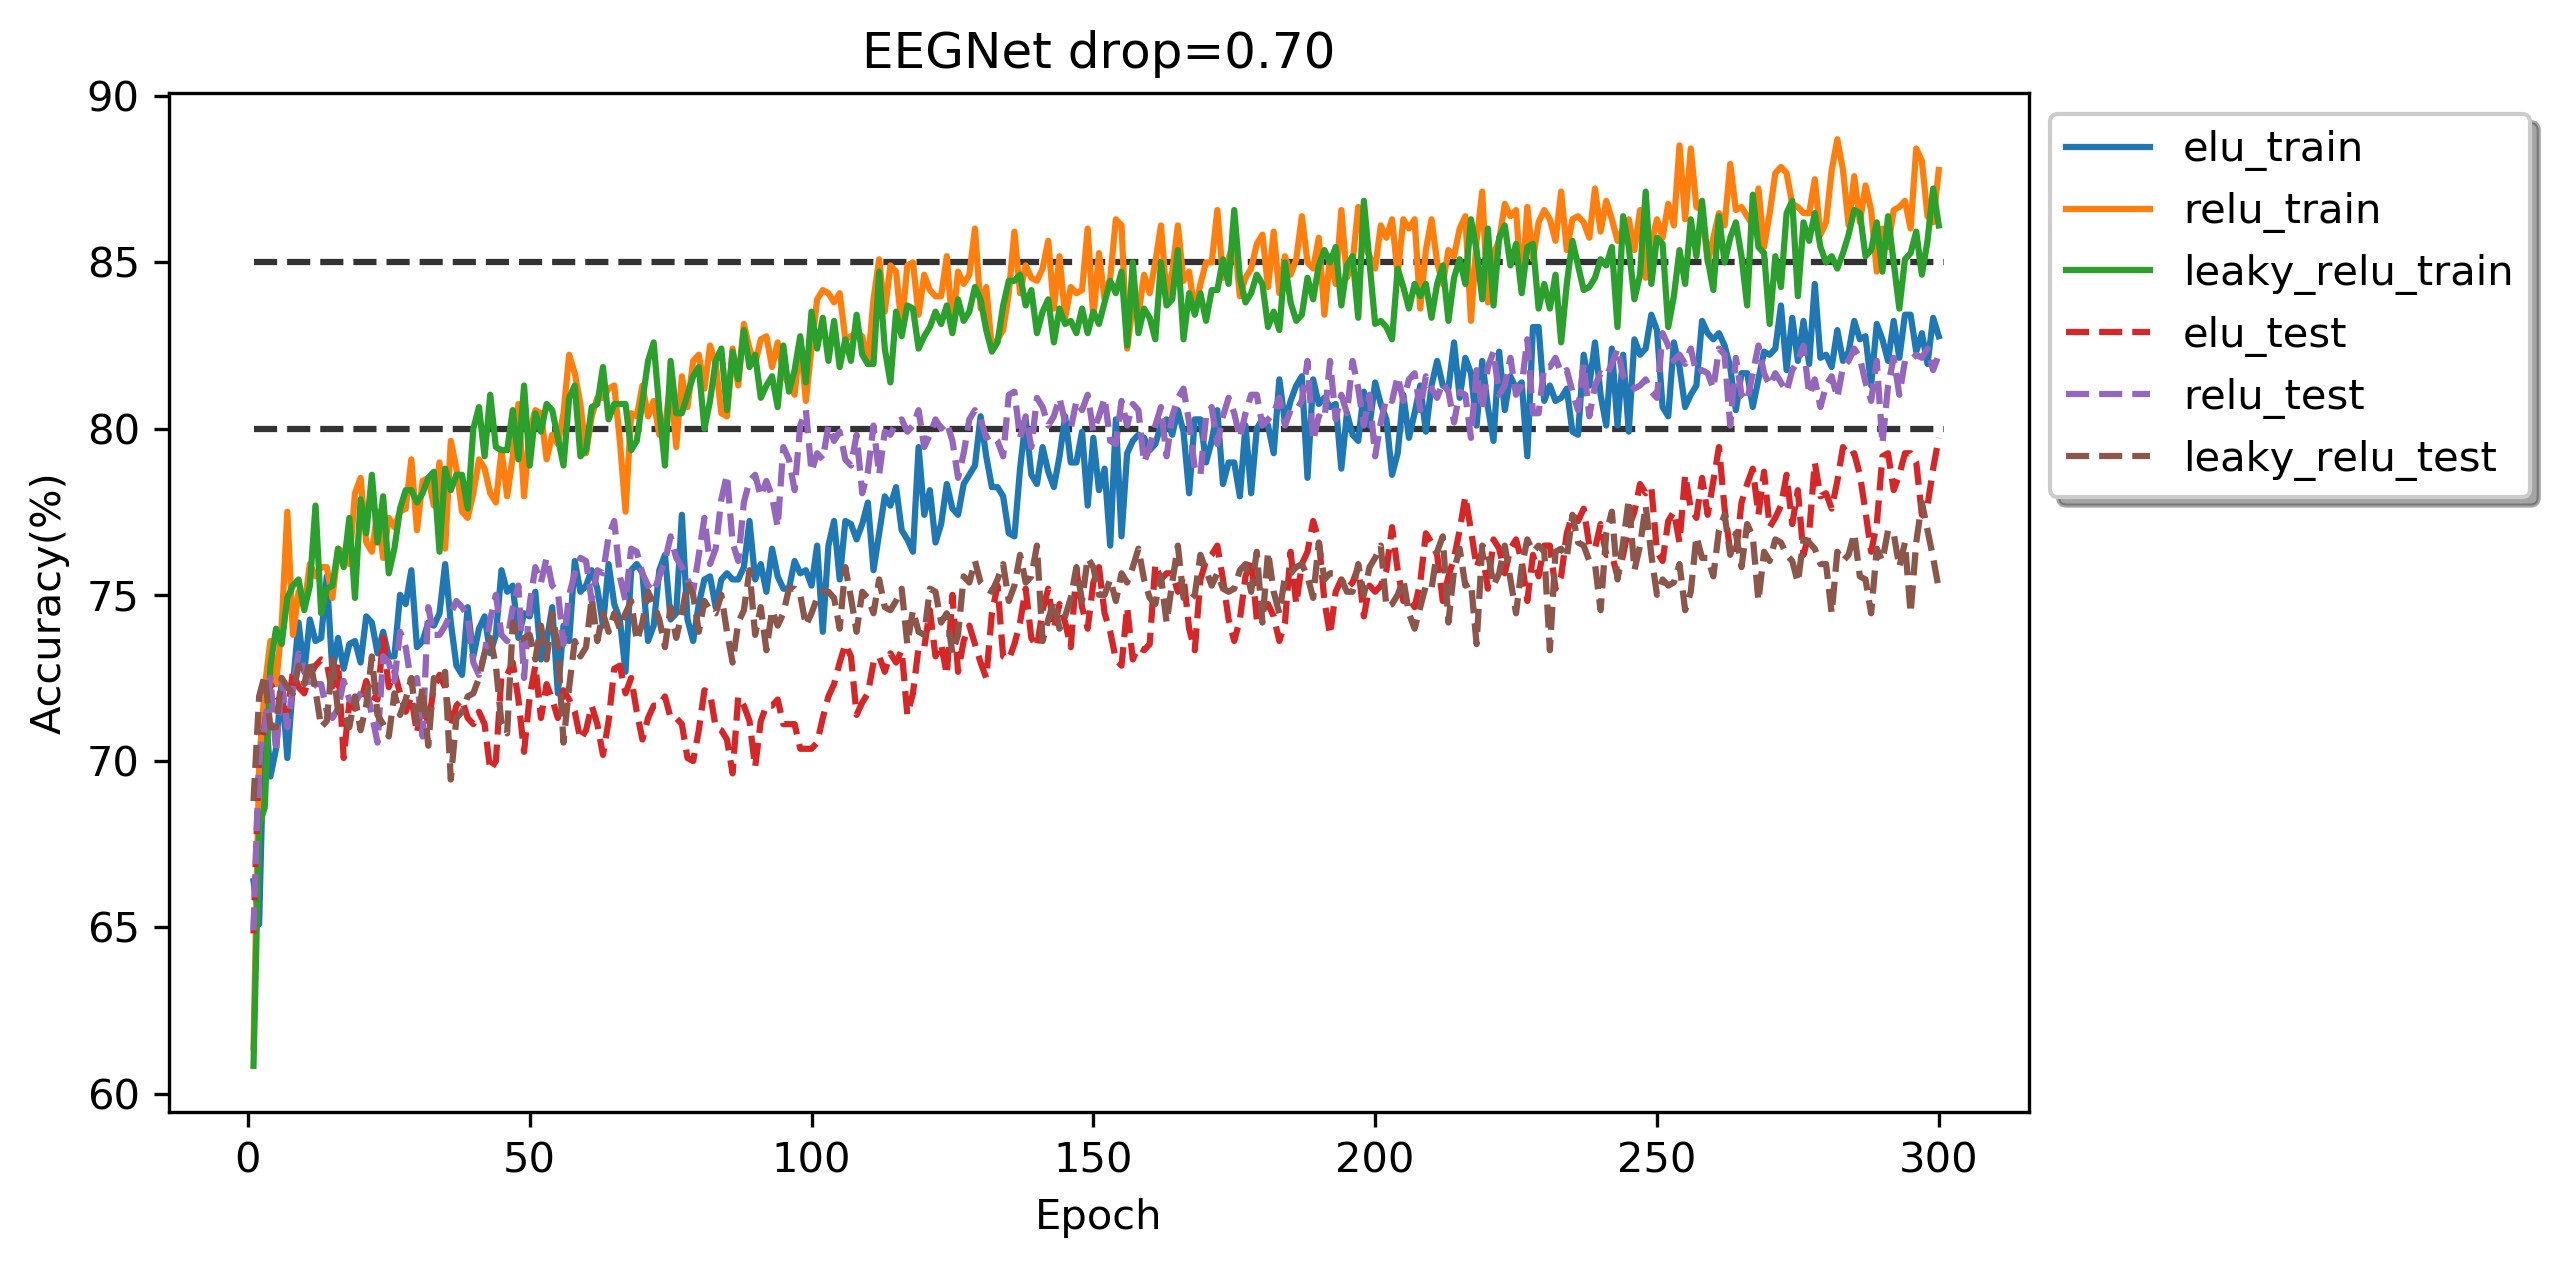 EEGNet drop=0.70
90
85
80
75
70
65
60
Accuracy(%)
0 50 100 150 200 250 300
Epoch
elu_train
relu_train
leaky_relu_train
elu_test
relu_test
leaky_relu_test